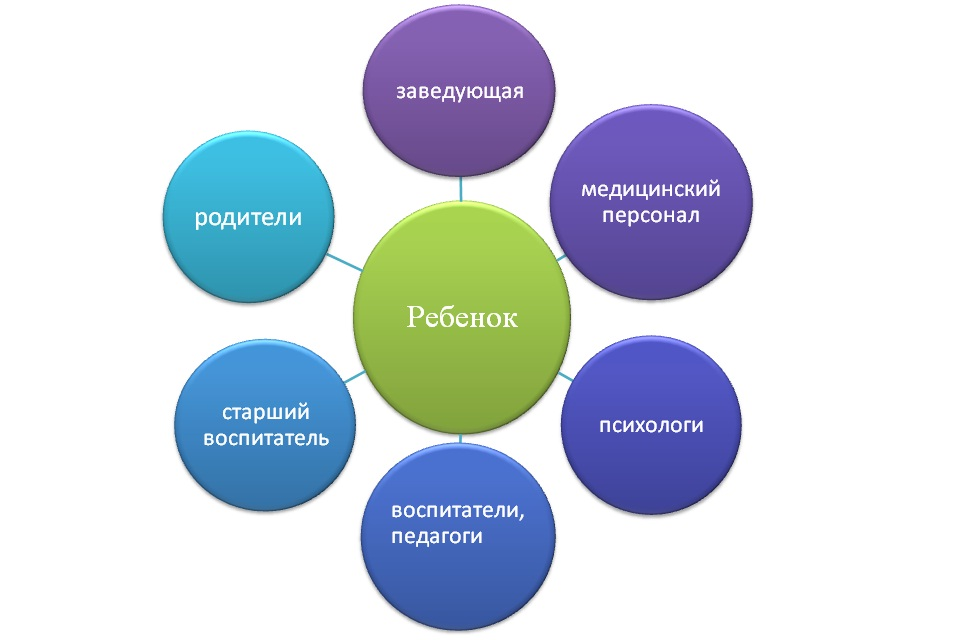 заведующая
медицинский
персонал
родители
Ребенок
старший
воспитатель
психологи
воспитатели,
педагоги